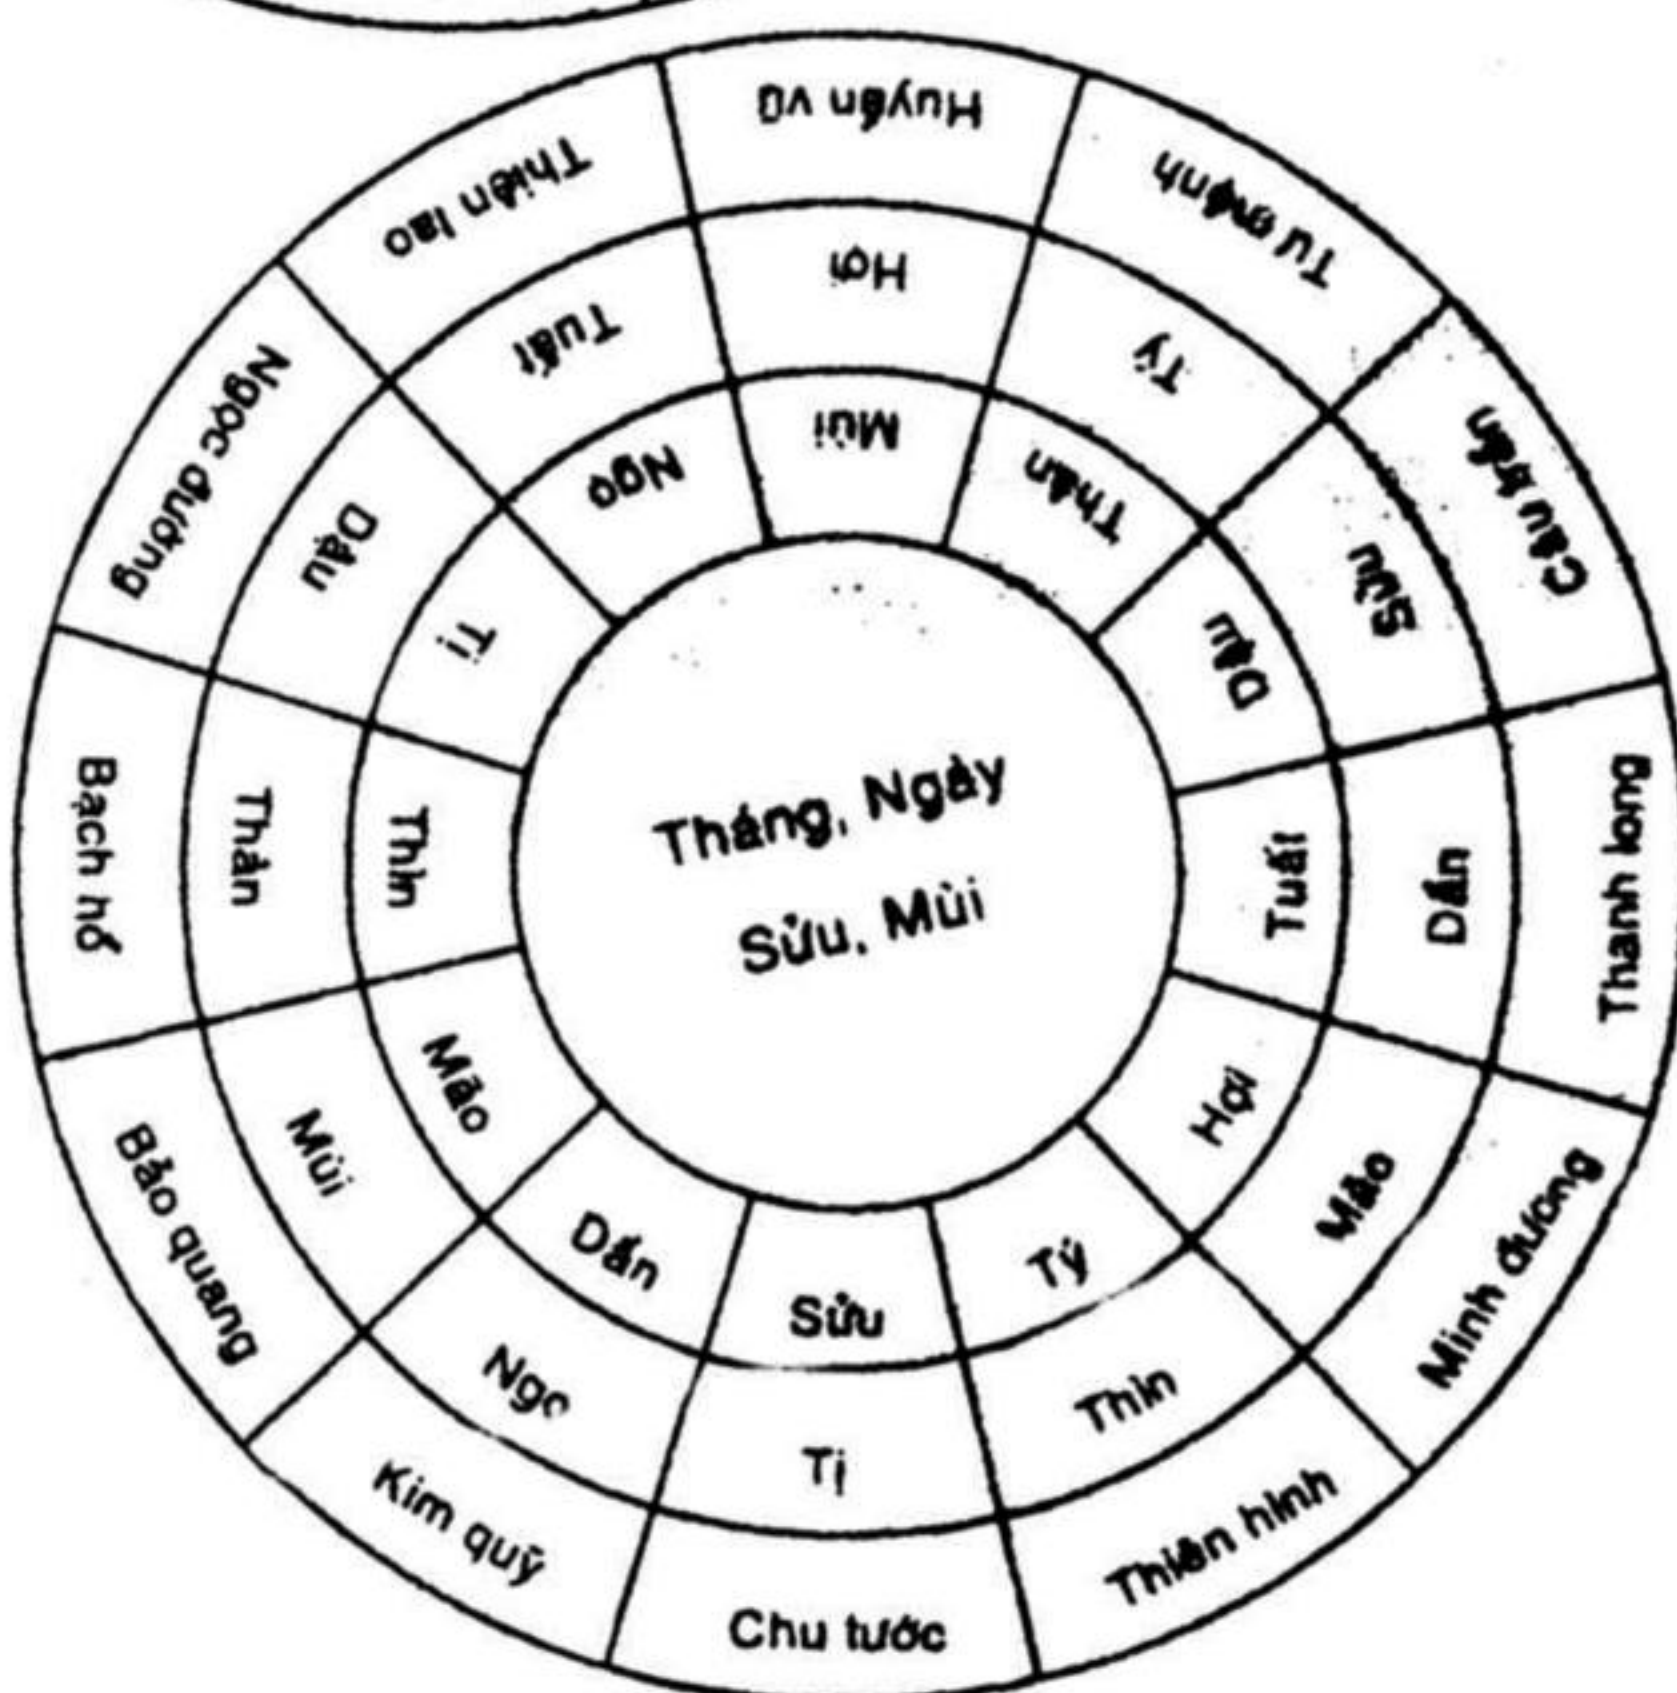 Huyền vũ
Tư mệnh
Câu trần
Thanh long
Minh đương
Thiên hình
Chu tước
Kim quỹ
Bảo quang
Bạch hổ
Ngọc đường
Thiên lao
Hợi
Tý
Sửu
Dần
Mão
Thìn
Tị
Ngọ
Mùi
Thân
Dậu
Tuất
Mùi
Thân
Dậu
Tuất
Hợi
Tý
Sửu
Dần
Mão
Thìn
Tị
Ngọ
Tháng, Ngày
Sửu, Mùi